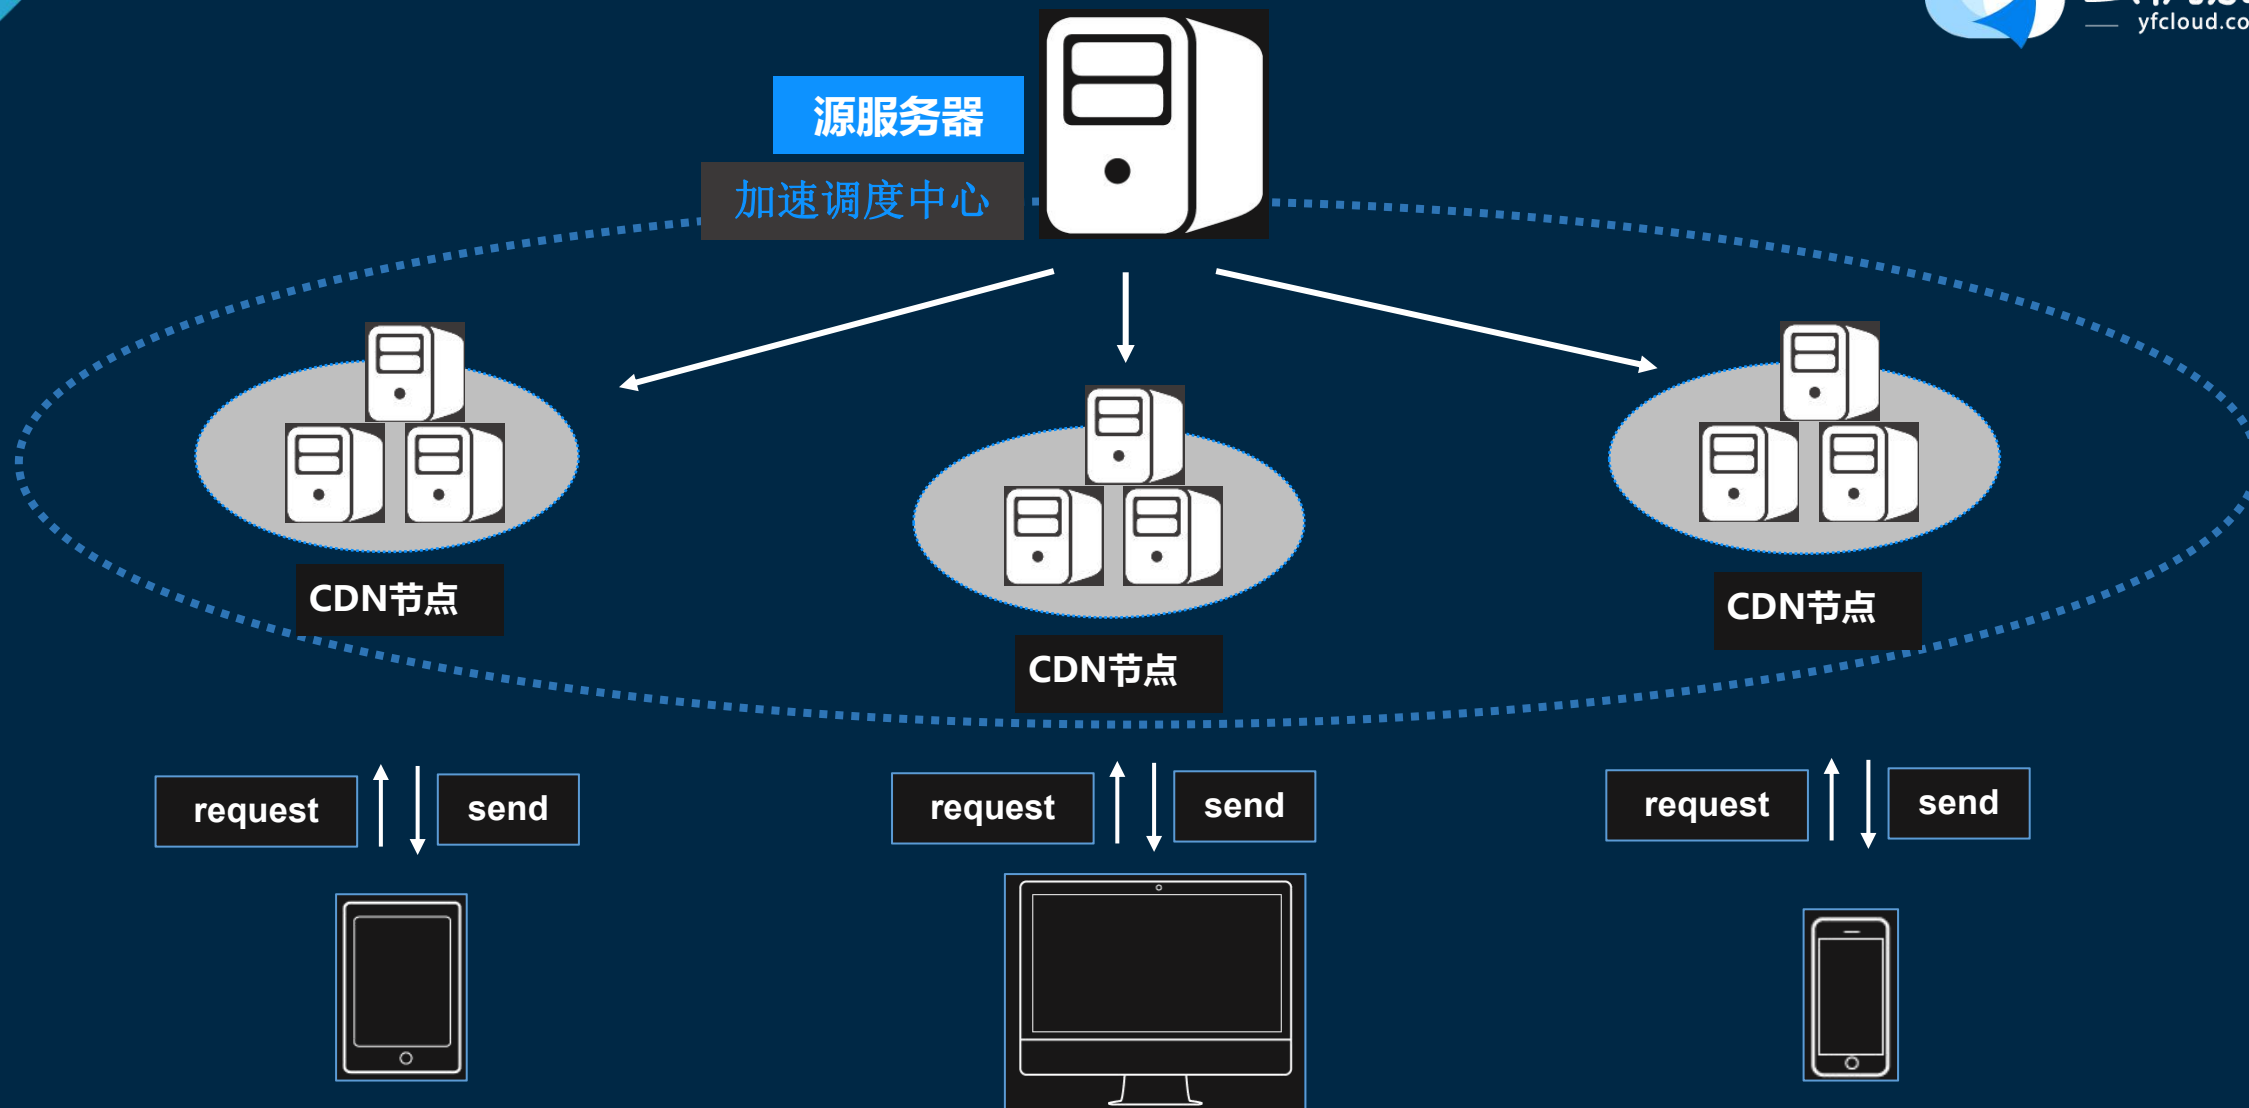 yfcloud.co
源服务器
加速调度中心
CDN节点
CDN节点
CDN节点
request
send
request
send
request
send